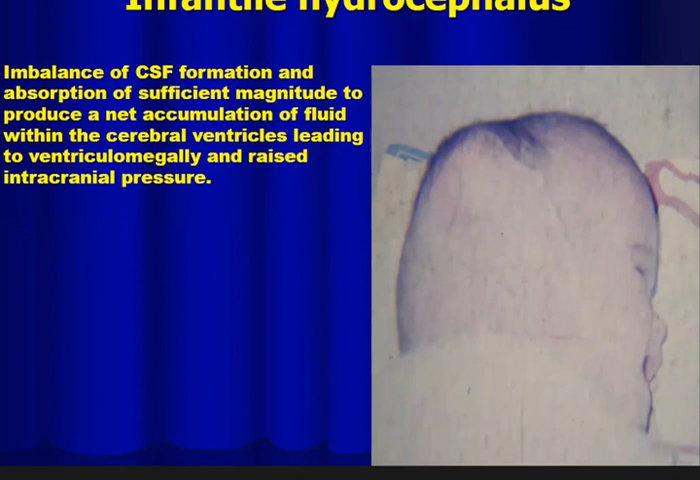 Infantile hydrocephalus
Imbalance of CSF formation and
absorption of sufficient magnitude to
produce a net accumulation of fluid
within the cerebral ventricles leading
to ventriculomegally and raised
intracranial pressure.